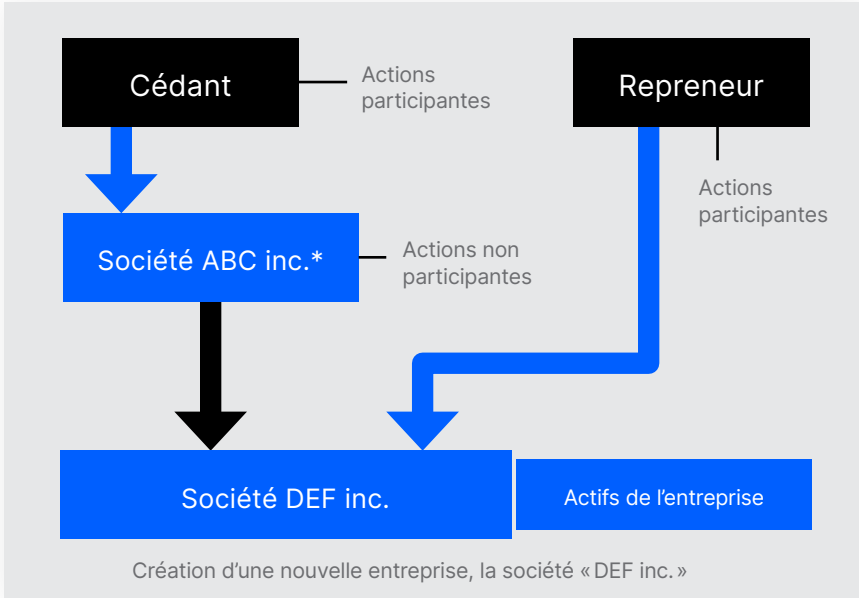 Cédant
Actions
participantes
Repreneur
Actions
participantes
Société ABC inc.*
Actions non
participantes
Société DEF inc.
Actifs de l’entreprise
Création d’une nouvelle entreprise, la société « DEF inc. »